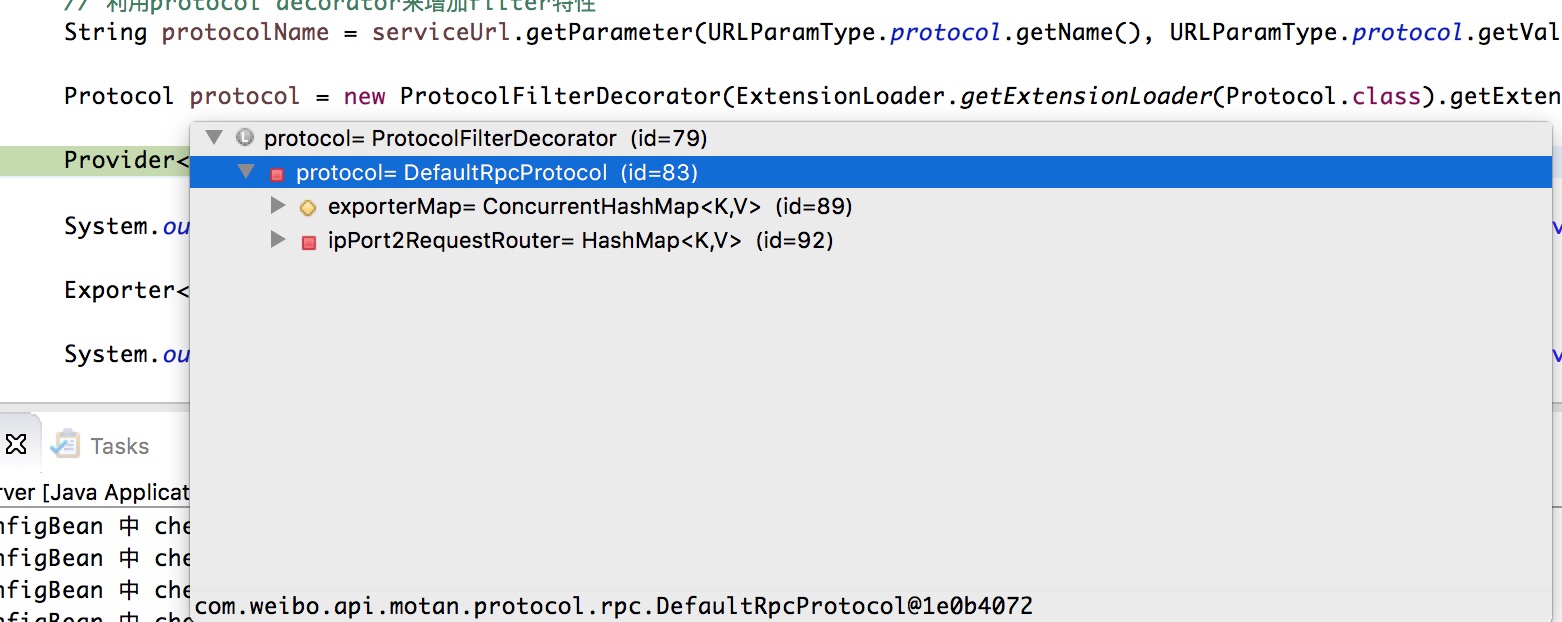 // 利用protocol decorator来增加filter特性
String protocolName = serviceUrl.getParameter(URLParamType.protocol.getName(), URLParamType.protocol.getVal
Protocol protocol = new ProtocolFilterDecorator(ExtensionLoader.getExtensionLoader(Protocol.class).getExten
protocol= ProtocolFilterDecorator (id=79)
Provider<
protocol= DefaultRpcProtocol (id=83)
exporterMap= ConcurrentHashMap<K,V> (id=89)
System.ou
ipPort2RequestRouter= HashMap<K,V> (id=92)
Exporter<
System.ou
Tasks
rver [Java Applicat
nfigBean 中 che
nfigBean 中 che
nfigBean 中 che
com.weibo.api.motan.protocol.rpc.DefaultRpcProtocol@1e0b4072
nfigBean 中 che